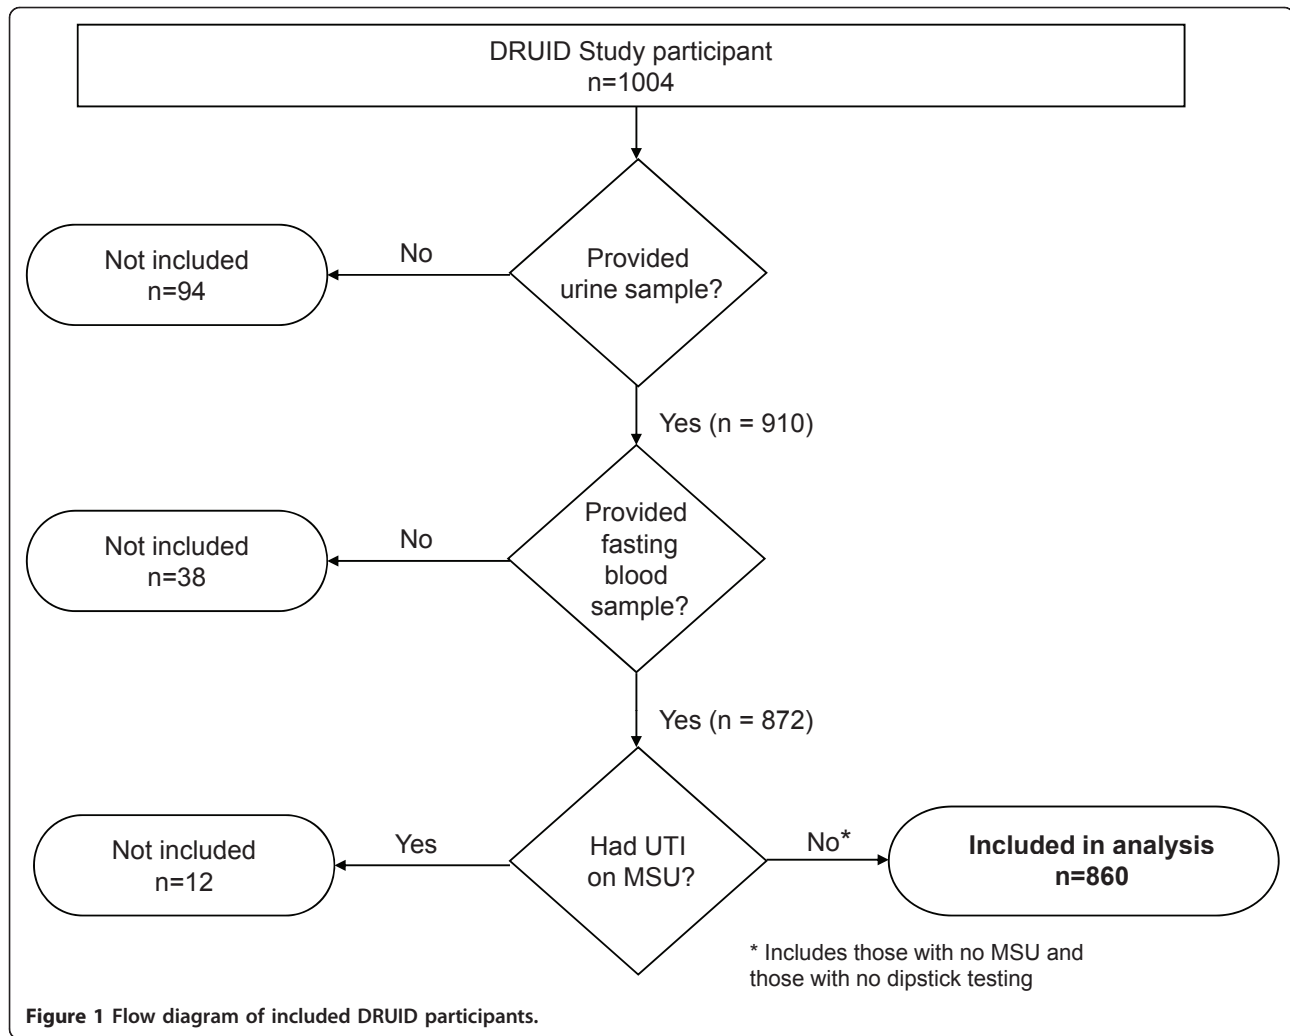 DRUID Study participant
n=1004
Provided
urine sample?
No
Not included
n=94
Yes (n = 910)
Provided
fasting
blood
sample?
No
Not included
n=38
Yes (n = 872)
Had UTI
on MSU?
Yes
Not included
n=12
No*
Included in analysis
n=860
* Includes those with no MSU and
those with no dipstick testing
Figure 1 Flow diagram of included DRUID participants.